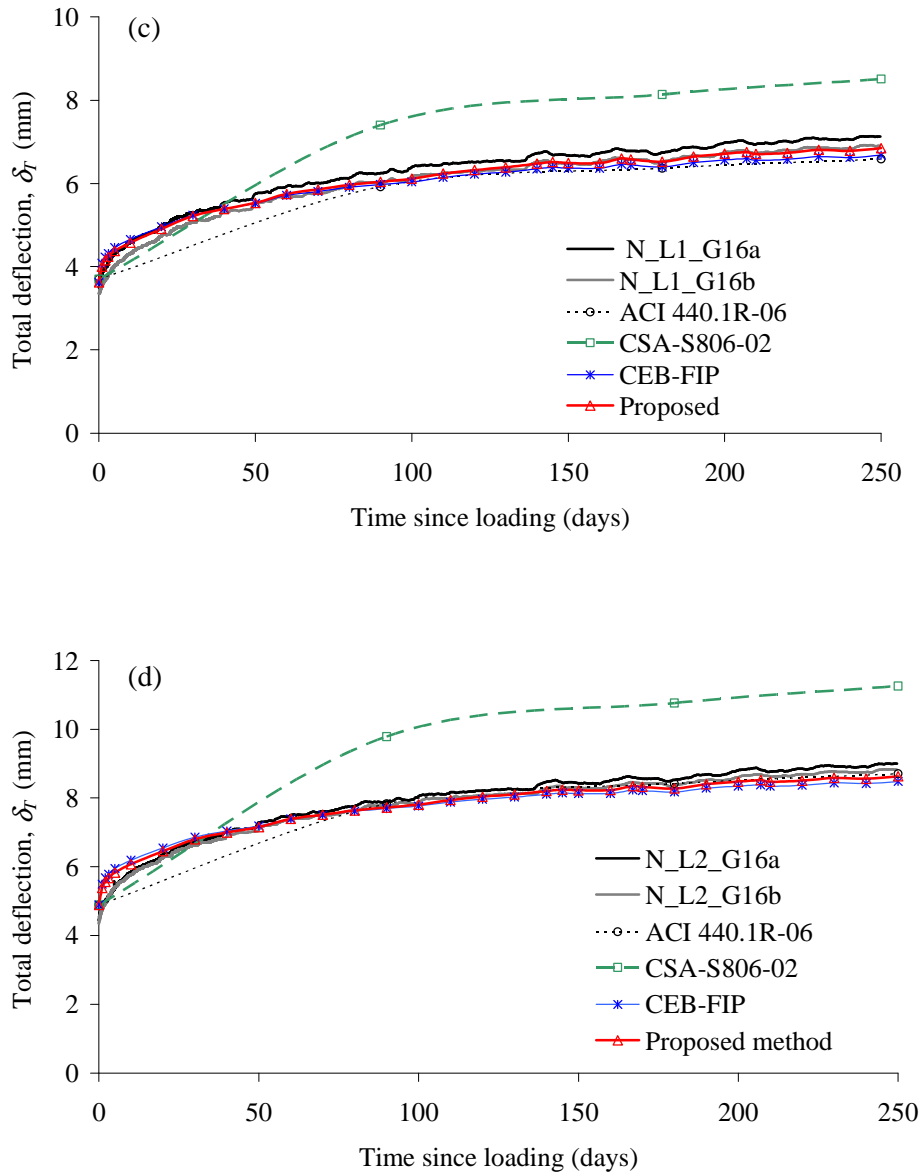 (c)
10
8
6
4
2
0
Total deflection, δT (mm)
N_L1_G16a
N_L1_G16b
ACI 440.1R-06
CSA-S806-02
CEB-FIP
Proposed
0 50 100 150 200 250
Time since loading (days)
(d)
12
10
8
6
4
2
0
Total deflection, δT (mm)
N_L2_G16a
N_L2_G16b
ACI 440.1R-06
CSA-S806-02
CEB-FIP
Proposed method
0 50 100 150 200 250
Time since loading (days)